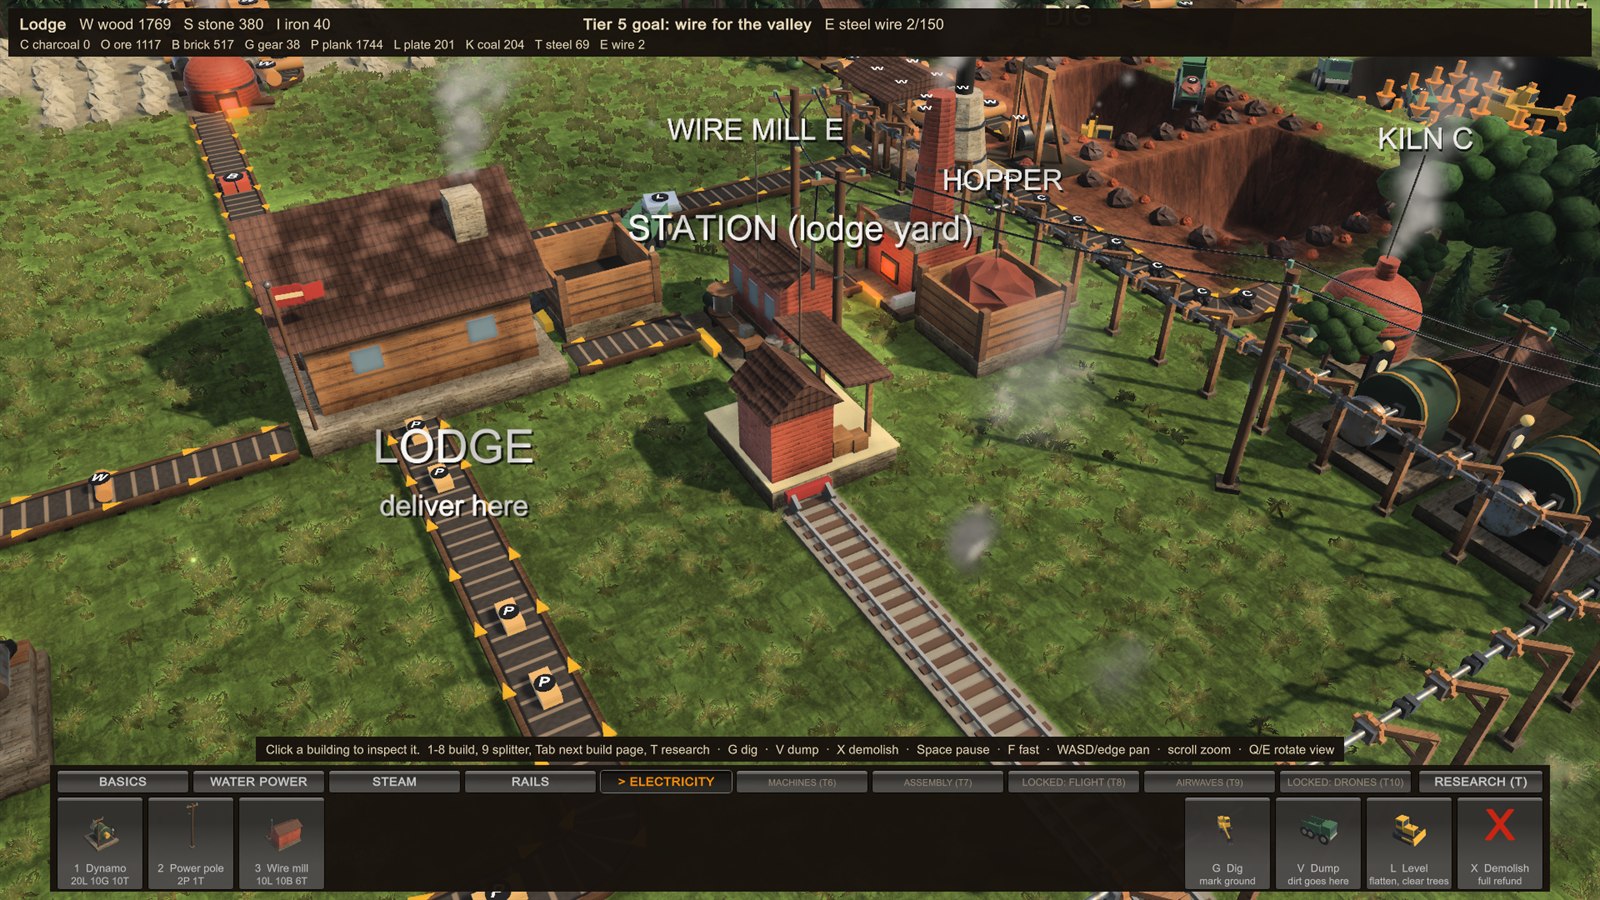 Lodge W wood 1769 S stone 380 I iron 40
Tier 5 goal: wire for the valley E steel wire 2/150
C charcoal 0 O ore 1117 B brick 517 G gear 38 P plank 1744 L plate 201 K coal 204 T steel 69 E wire 2
DIG
WIRE MILL E
KILN C
HOPPER
STATION (lodge yard)
LODGE
deliver here
B
L
W
W
W
C
C
C
C
C
C
W
P
P
P
P
Click a building to inspect it. 1-8 build, 9 splitter, Tab next build page, T research · G dig · V dump · X demolish · Space pause · F fast · WASD/edge pan · scroll zoom · Q/E rotate view
BASICS
WATER POWER
STEAM
RAILS
> ELECTRICITY
MACHINES (T6)
ASSEMBLY (T7)
LOCKED: FLIGHT (T8)
AIRWAVES (T9)
LOCKED: DRONES (T10)
RESEARCH (T)
1 Dynamo
20L 10G 10T
2 Power pole
2P 1T
3 Wire mill
10L 10B 6T
G Dig
mark ground
V Dump
dirt goes here
L Level
flatten, clear trees
X Demolish
full refund
P